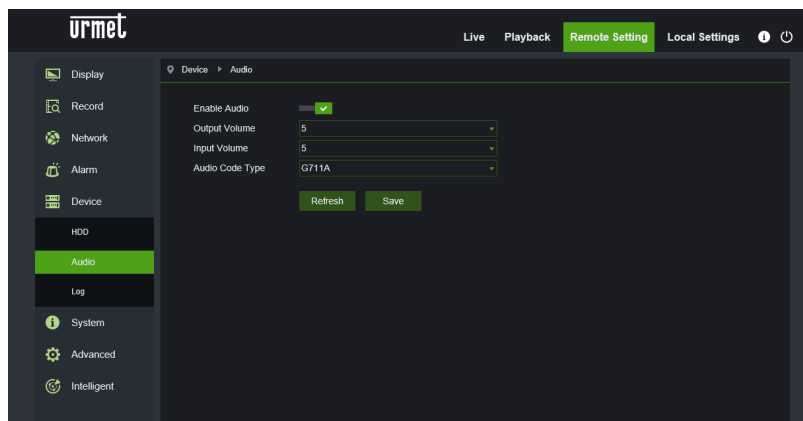 urmet
Live Playback Remote Setting Local Settings
Display
Record
Network
Alarm
Device
HDD
Audio
Log
System
Advanced
Intelligent
Device Audio
Enable Audio
Output Volume 5
Input Volume 5
Audio Code Type G711A
Refresh Save